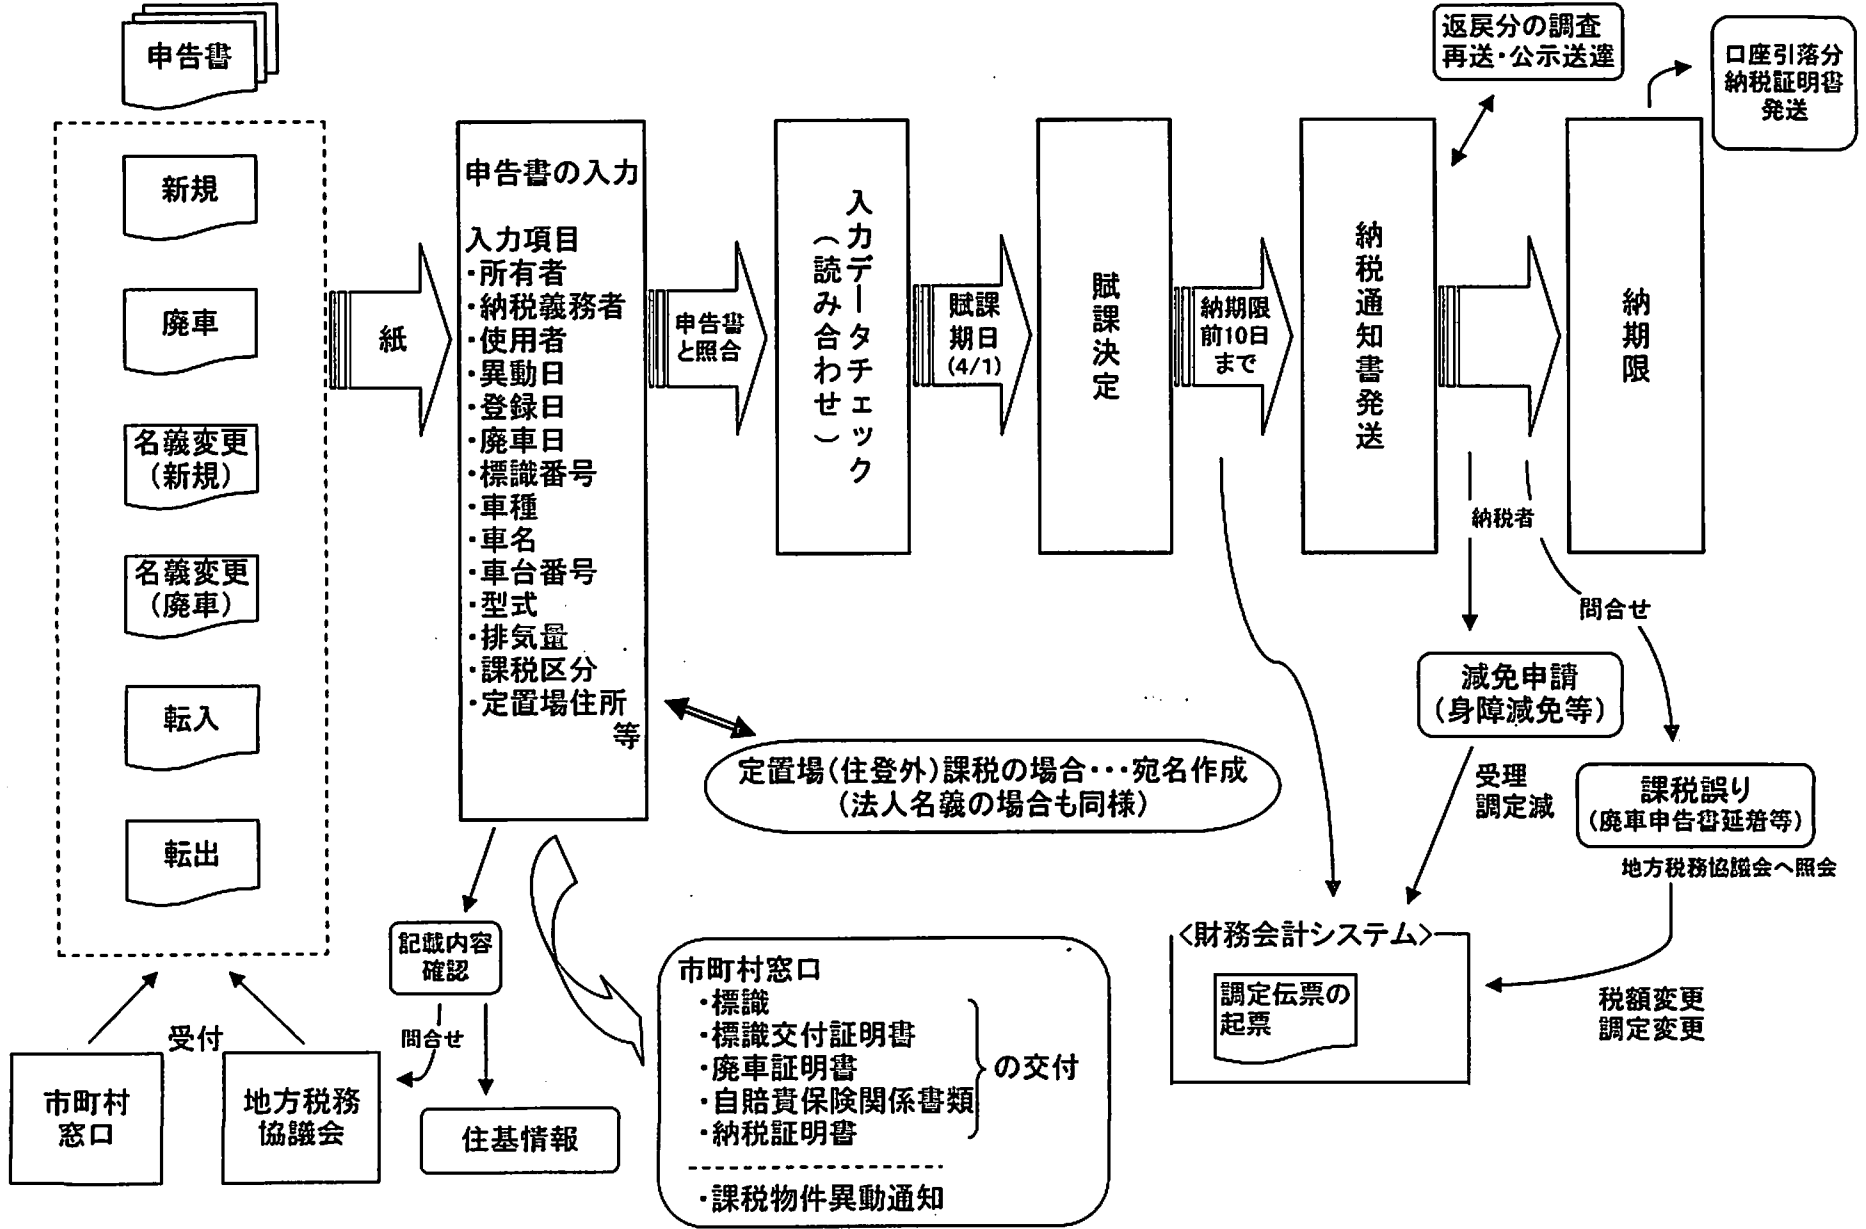 申告書
新規
廃車
名義変更
(新規)
名義変更
(廃車)
転入
転出
受付
市町村
窓口
地方税務
協議会
紙
申告書の入力
入力項目
・所有者
・納税義務者
・使用者
・異動日
・登録日
・廃車日
・標識番号
・車種
・車名
・車台番号
・型式
・排気量
・課税区分
・定置場住所
等
申告書
と照合
入力データチェック
(読み合わせ)
賦課
期日
(4/1)
賦課決定
納期限
前10日
まで
納税通知書発送
納期限
返戻分の調査
再送・公示送達
口座引落分
納税証明書
発送
定置場(住登外)課税の場合・・・宛名作成
(法人名義の場合も同様)
記載内容
確認
問合せ
住基情報
市町村窓口
・標識
・標識交付証明書
・廃車証明書
・自賠責保険関係書類
・納税証明書
の交付
・課税物件異動通知
納税者
問合せ
減免申請
(身障減免等)
受理
調定減
課税誤り
(廃車申告書延着等)
地方税務協議会へ照会
<財務会計システム>
調定伝票の
起票
税額変更
調定変更